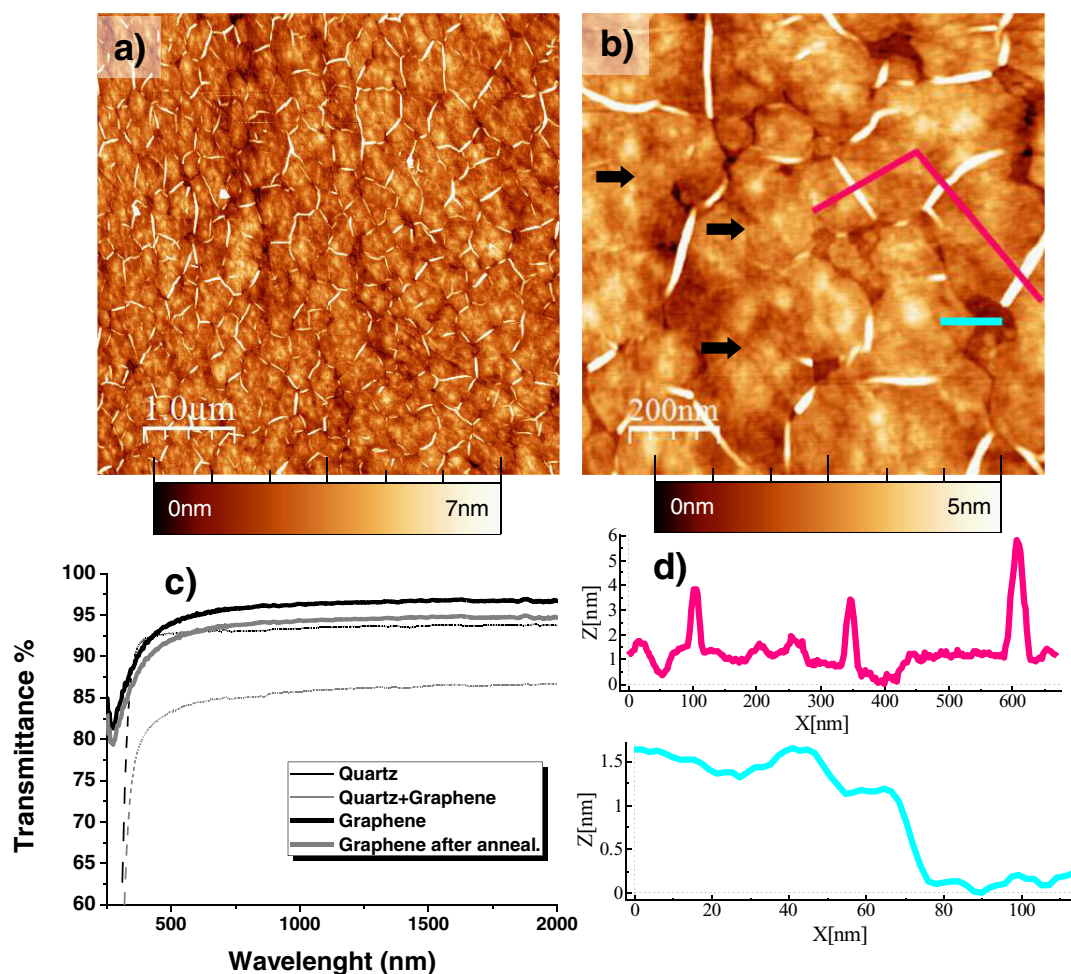 a)
1.0μm
0nm 7nm
b)
200nm
0nm 5nm
c)
Transmittance %
100
95
90
85
80
75
70
65
60
Quartz
Quartz+Graphene
Graphene
Graphene after anneal.
500 1000 1500 2000
Wavelenght (nm)
d)
Z[nm]
6
5
4
3
2
1
0
0 100 200 300 400 500 600
X[nm]
Z[nm]
1.5
1
0.5
0
0 20 40 60 80 100
X[nm]